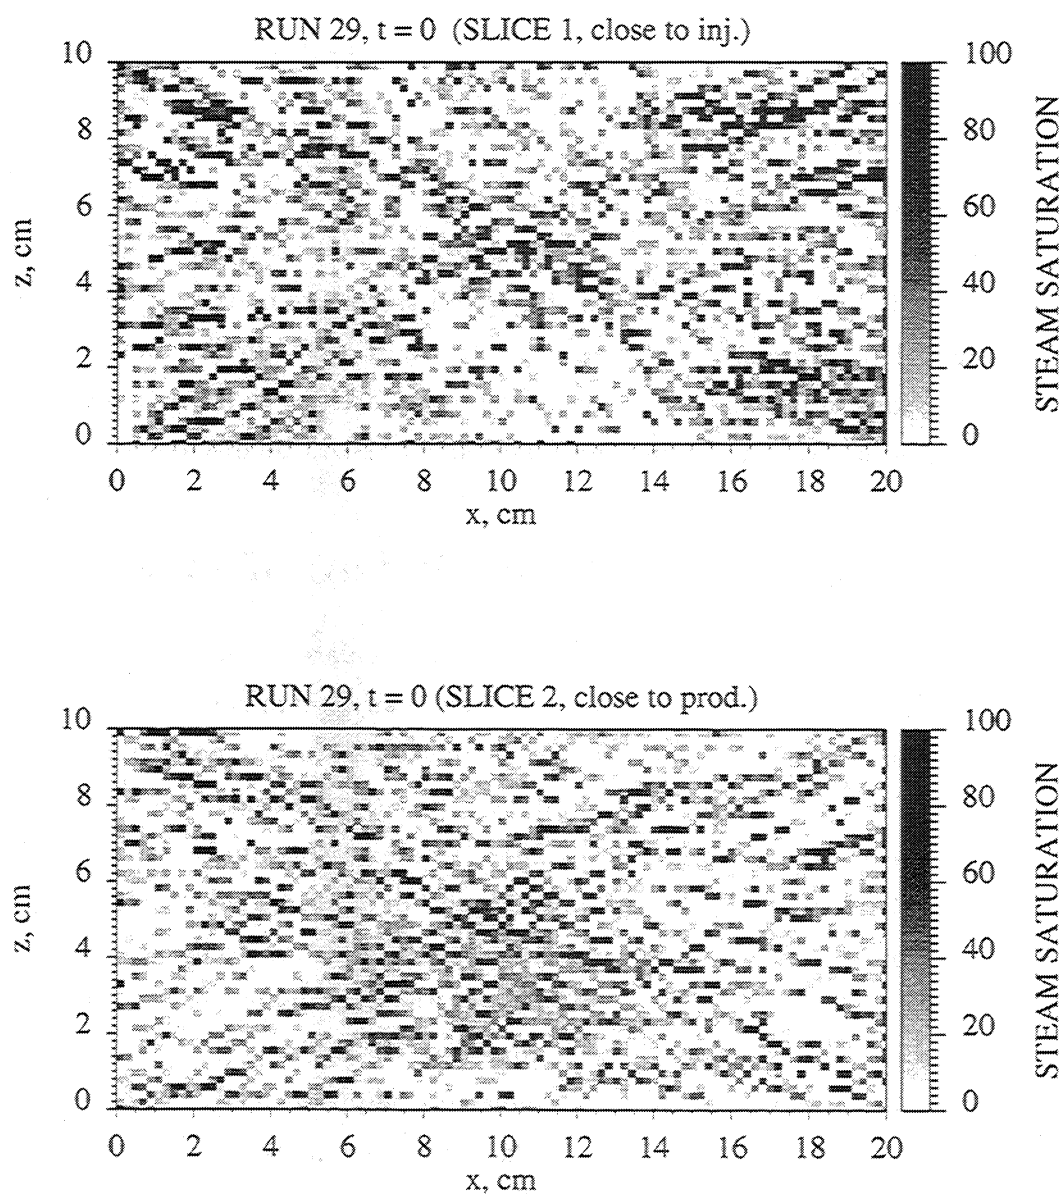 RUN 29, t = 0 (SLICE 1, close to inj.)
10
8
6
4
2
0
z, cm
0 2 4 6 8 10 12 14 16 18 20
x, cm
100
80
60
40
20
0
STEAM SATURATION
RUN 29, t = 0 (SLICE 2, close to prod.)
10
8
6
4
2
0
z, cm
0 2 4 6 8 10 12 14 16 18 20
x, cm
100
80
60
40
20
0
STEAM SATURATION